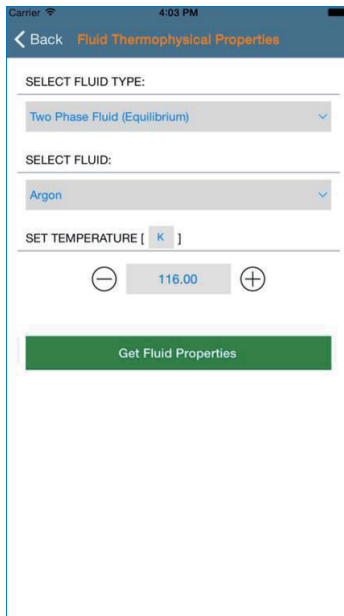 Carrier 4:03 PM
Back Fluid Thermophysical Properties
SELECT FLUID TYPE:
Two Phase Fluid (Equilibrium)
SELECT FLUID:
Argon
SET TEMPERATURE [ K ]
116.00
Get Fluid Properties